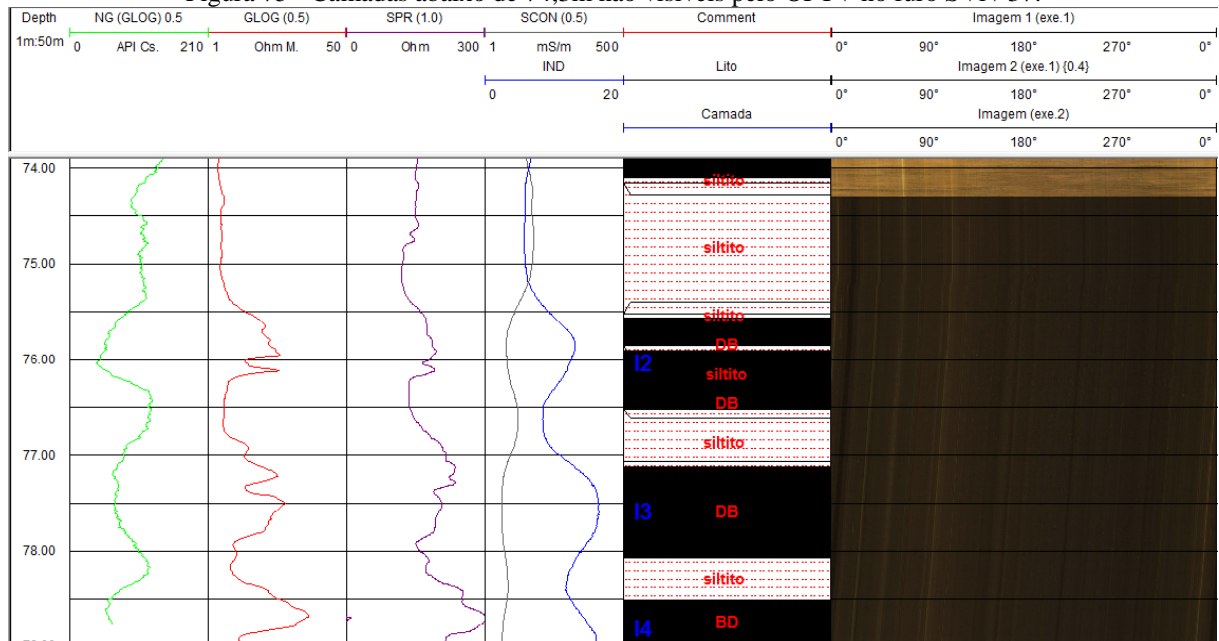 Depth NG (GLOG) 0.5 GLOG (0.5) SPR (1.0) SCON (0.5) Comment Imagem 1 (exe.1)
1m:50m 0 API Cs. 210 1 Ohm M. 50 0 Ohm 300 1 mS/m 500 0° 90° 180° 270° 0°
IND Lito Imagem 2 (exe.1) {0.4}
0 20 0° 90° 180° 270° 0°
Camada Imagem (exe.2)
0° 90° 180° 270° 0°
74.00
siltito
siltito
75.00
siltito
DB
76.00
I2
siltito
DB
siltito
77.00
I3 DB
78.00
siltito
I4 BD